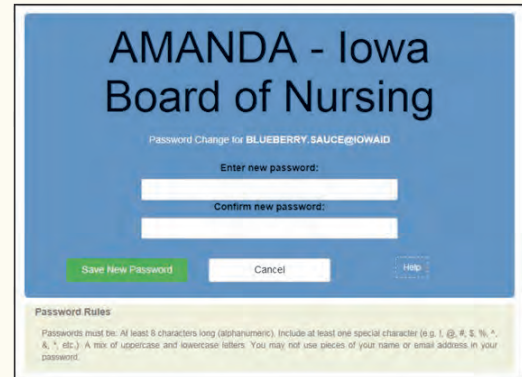 AMANDA - Iowa
Board of Nursing
Password Change for BLUEBERRY.SAUCE@IOWAID
Enter new password:
Confirm new password:
Save New Password
Cancel
Help
Password Rules
Passwords must be: At least 8 characters long (alphanumeric). Include at least one special character (e.g. !, @, #, $, %, ^,
&, *, etc.). A mix of uppercase and lowercase letters. You may not use pieces of your name or email address in your
password.